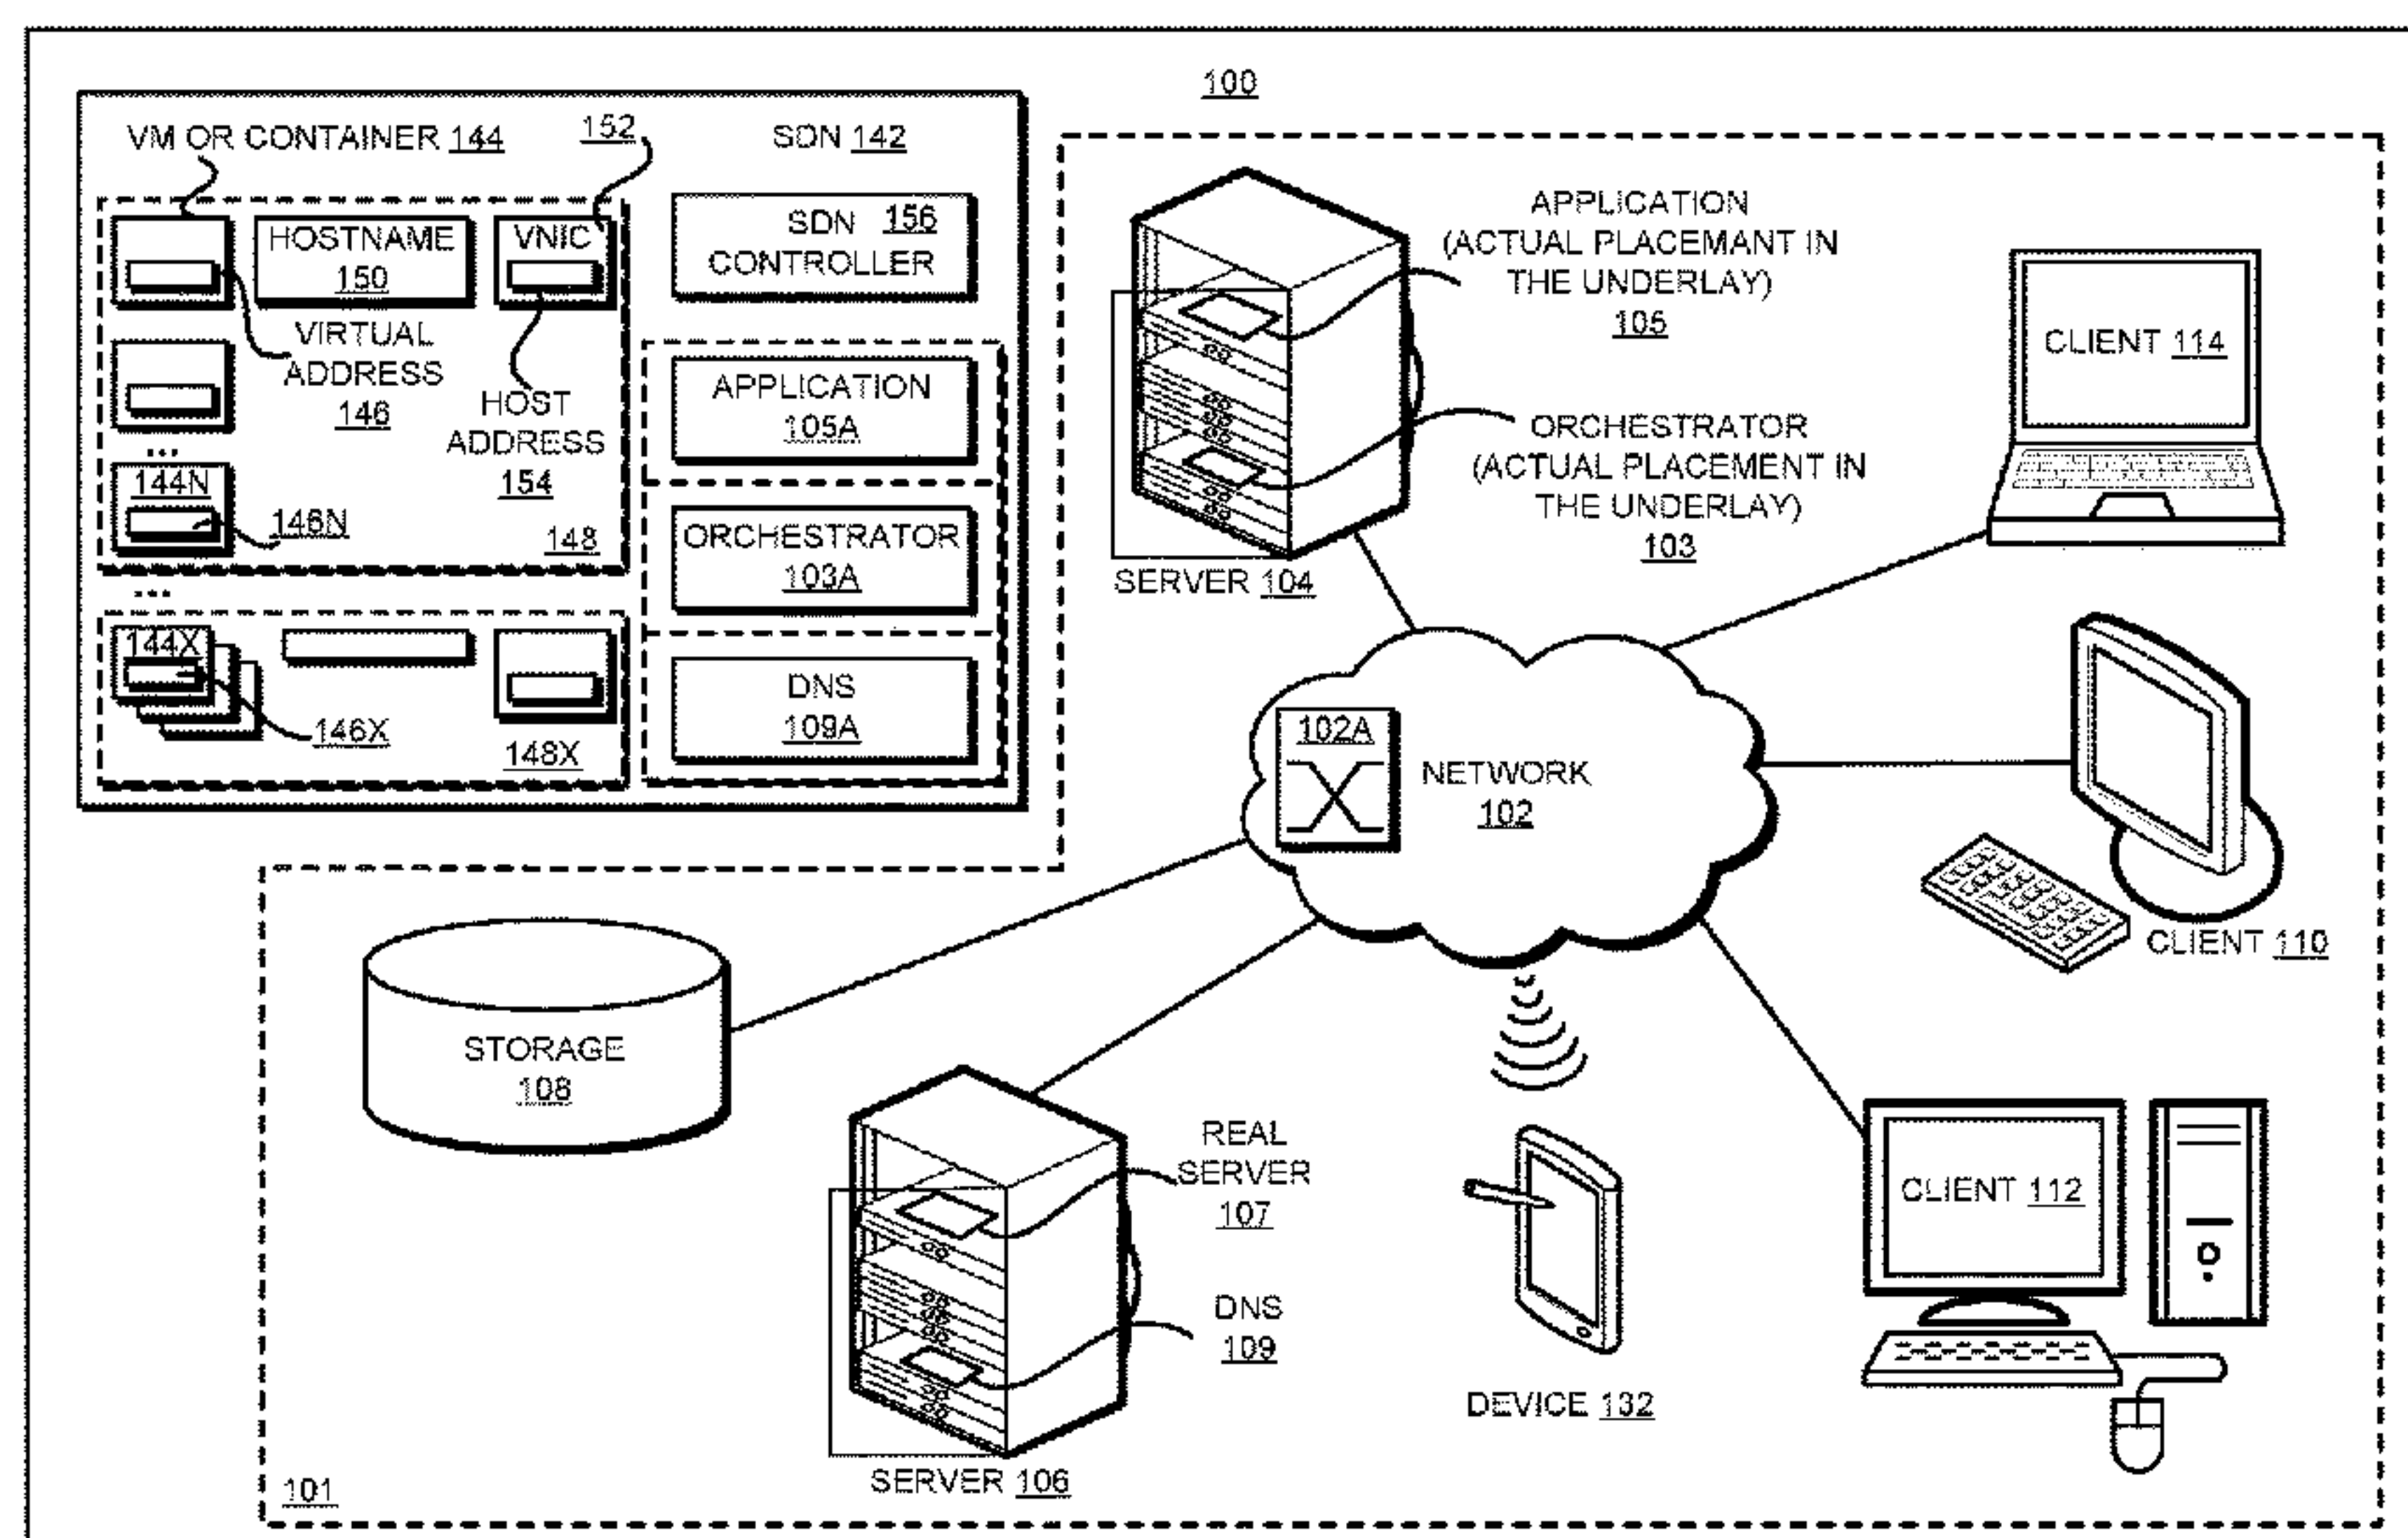 100
VM OR CONTAINER 144
152
SDN 142
HOSTNAME
150
VNIC
VIRTUAL
ADDRESS
146
HOST
ADDRESS
154
...
144N
146N
148
...
144X
146X
148X
SDN 156
CONTROLLER
APPLICATION
105A
ORCHESTRATOR
103A
DNS
109A
APPLICATION
(ACTUAL PLACEMANT IN
THE UNDERLAY)
105
ORCHESTRATOR
(ACTUAL PLACEMENT IN
THE UNDERLAY)
103
SERVER 104
CLIENT 114
102A
NETWORK
102
CLIENT 110
STORAGE
108
REAL
SERVER
107
DNS
109
SERVER 106
DEVICE 132
CLIENT 112
101